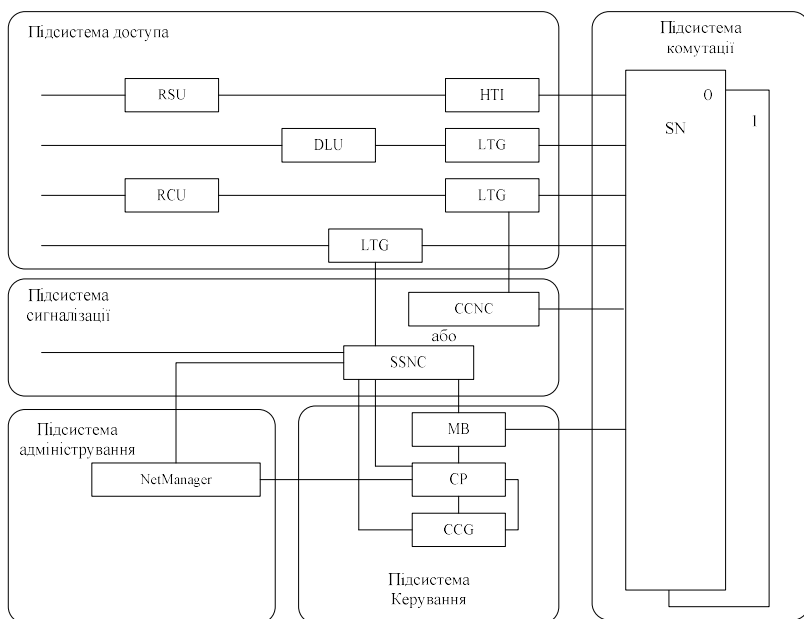 Підсистема доступа
Підсистема
комутації
RSU
HTI
0
1
SN
DLU
LTG
RCU
LTG
LTG
Підсистема
сигналізації
CCNC
або
SSNC
Підсистема
адміністрування
MB
NetManager
CP
CCG
Підсистема
Керування